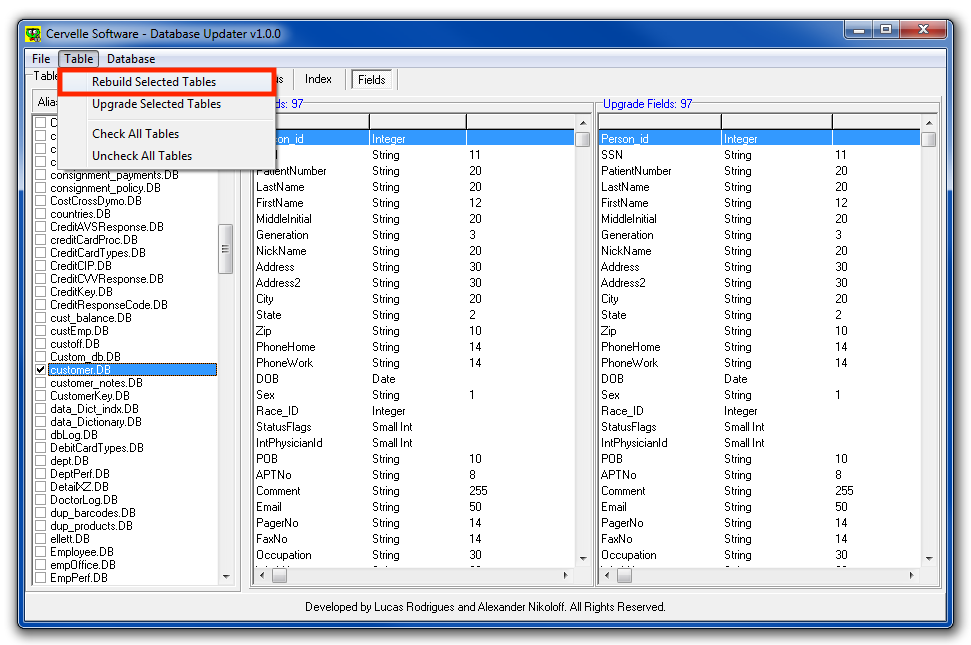 Cervelle Software - Database Updater v1.0.0
File Table Database
Rebuild Selected Tables
Upgrade Selected Tables
Check All Tables
Uncheck All Tables
Index Fields
consignment_payments.DB
consignment_policy.DB
CostCrossDymo.DB
countries.DB
CreditAVSResponse.DB
creditCardProc.DB
CreditCardTypes.DB
CreditCIP.DB
CreditCVVResponse.DB
CreditKey.DB
CreditResponseCode.DB
cust_balance.DB
custEmp.DB
custoff.DB
Custom_db.DB
customer.DB
customer_notes.DB
CustomerKey.DB
data_Dict_indx.DB
data_Dictionary.DB
dbLog.DB
DebitCardTypes.DB
dept.DB
DeptPerf.DB
DetailXZ.DB
DoctorLog.DB
dup_barcodes.DB
dup_products.DB
ellett.DB
Employee.DB
empOffice.DB
EmpPerf.DB
: 97
Integer
String 11
PatientNumber String 20
LastName String 20
FirstName String 12
MiddleInitial String 20
Generation String 3
NickName String 20
Address String 30
Address2 String 30
City String 20
State String 2
Zip String 10
PhoneHome String 14
PhoneWork String 14
DOB Date
Sex String 1
Race_ID Integer
StatusFlags Small Int
IntPhysicianId Small Int
POB String 10
APTNo String 8
Comment String 255
Email String 50
PagerNo String 14
FaxNo String 14
Occupation String 30
Upgrade Fields: 97
Person_id Integer
SSN String 11
PatientNumber String 20
LastName String 20
FirstName String 12
MiddleInitial String 20
Generation String 3
NickName String 20
Address String 30
Address2 String 30
City String 20
State String 2
Zip String 10
PhoneHome String 14
PhoneWork String 14
DOB Date
Sex String 1
Race_ID Integer
StatusFlags Small Int
IntPhysicianId Small Int
POB String 10
APTNo String 8
Comment String 255
Email String 50
PagerNo String 14
FaxNo String 14
Occupation String 30
Developed by Lucas Rodrigues and Alexander Nikoloff. All Rights Reserved.